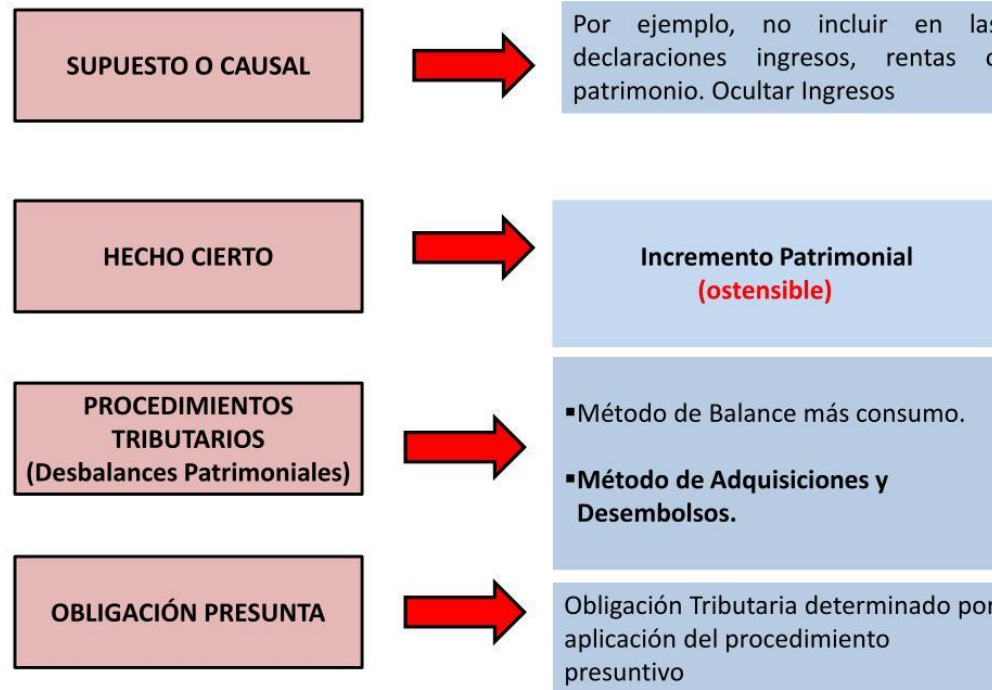 SUPUESTO O CAUSAL
Por ejemplo, no incluir en las
declaraciones ingresos, rentas o
patrimonio. Ocultar Ingresos
HECHO CIERTO
Incremento Patrimonial
(ostensible)
PROCEDIMIENTOS
TRIBUTARIOS
(Desbalances Patrimoniales)
▪Método de Balance más consumo.
▪Método de Adquisiciones y
Desembolsos.
OBLIGACIÓN PRESUNTA
Obligación Tributaria determinado por
aplicación del procedimiento
presuntivo